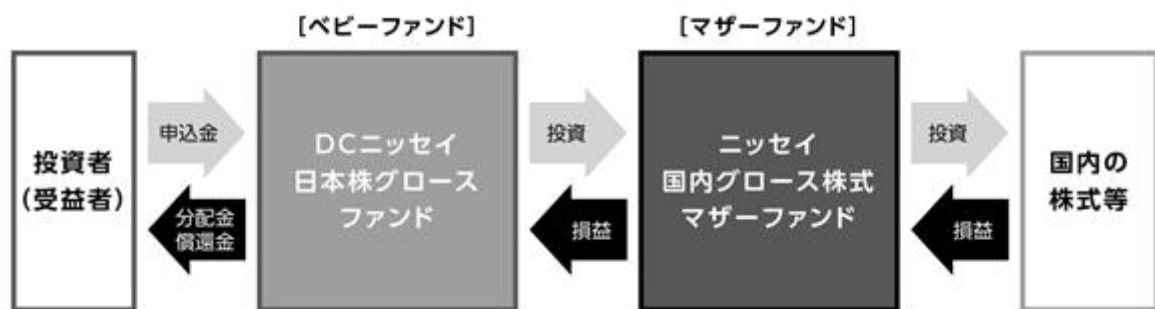 [ベビーファンド]
[マザーファンド]
投資者
(受益者)
申込金
分配金
償還金
DCニッセイ
日本株グロース
ファンド
投資
損益
ニッセイ
国内グロース株式
マザーファンド
投資
損益
国内の
株式等